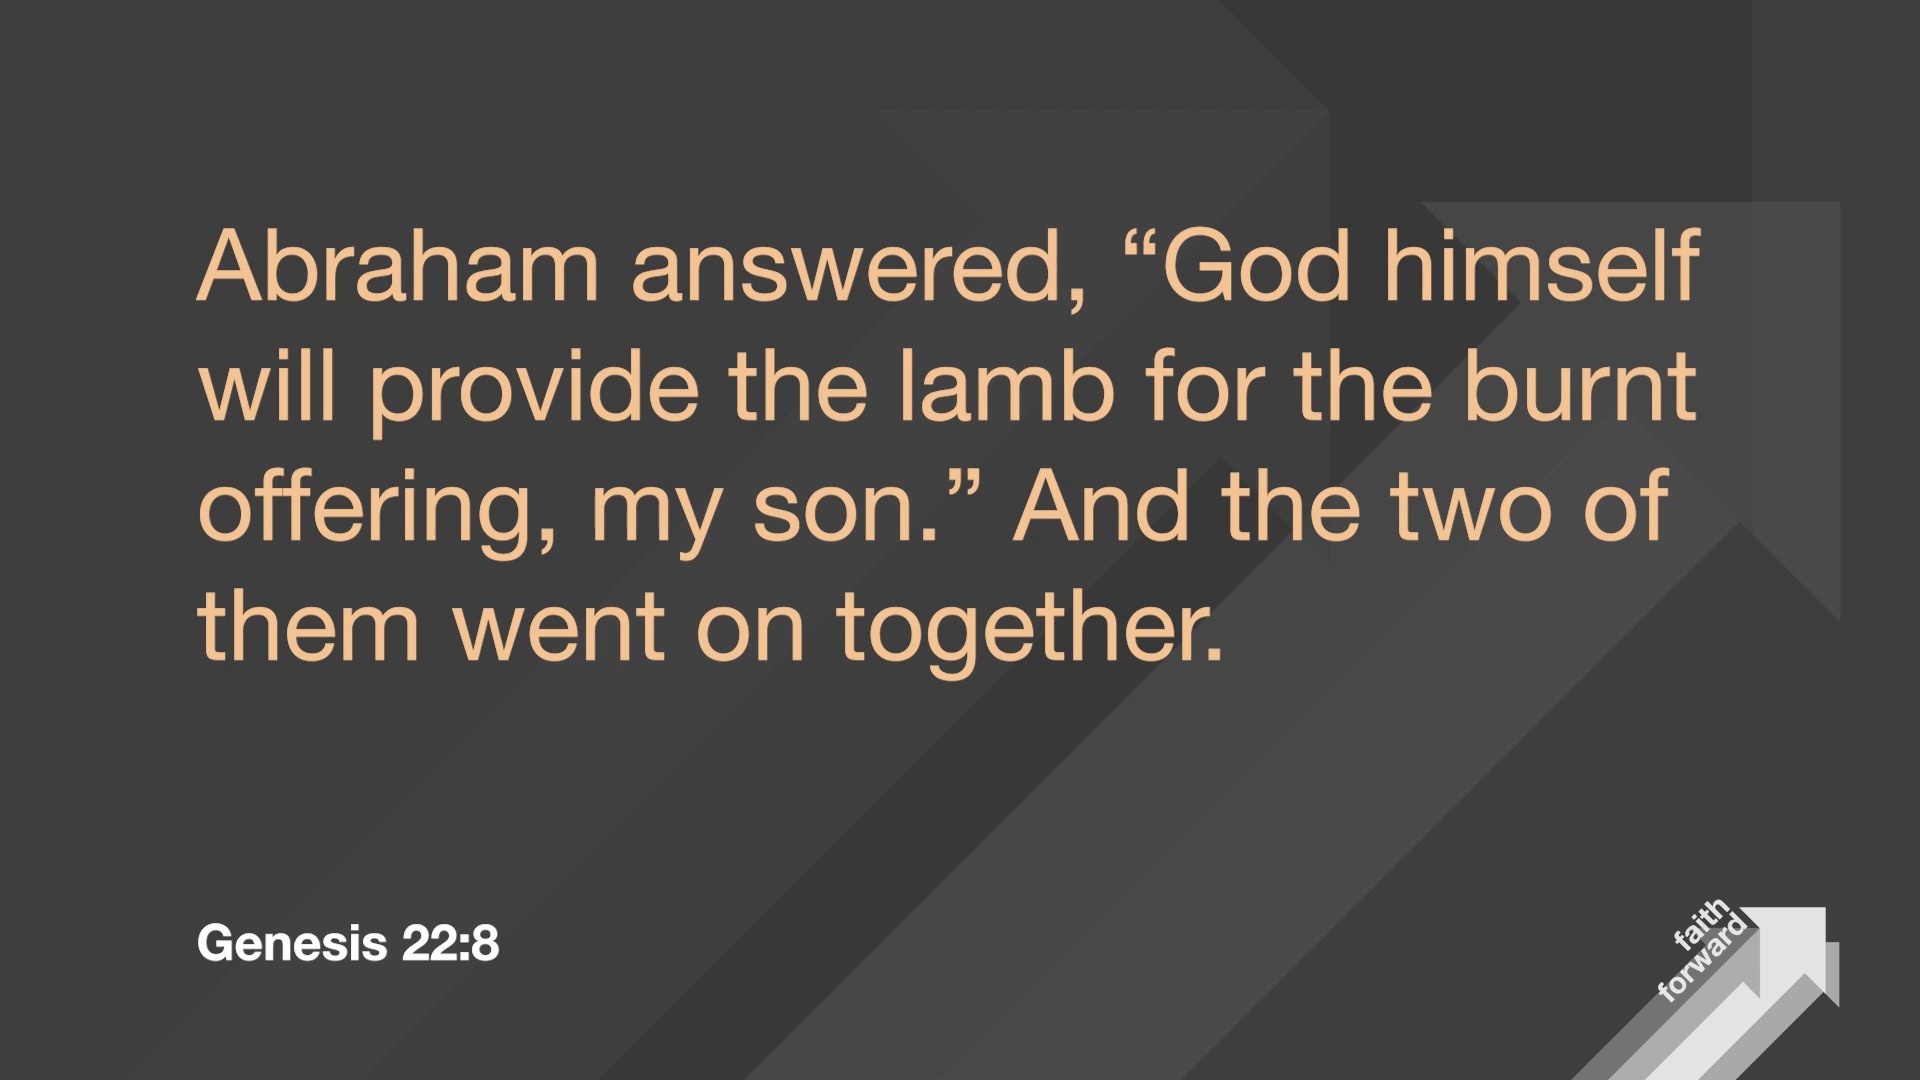 Abraham answered, “God himself
will provide the lamb for the burnt
offering, my son.” And the two of
them went on together.
Genesis 22:8
faith
forward